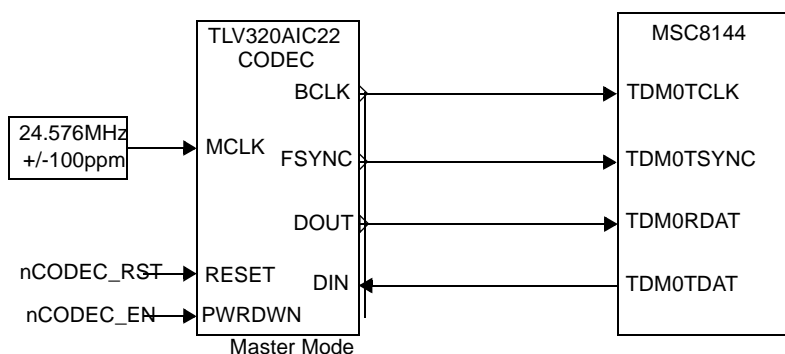 TLV320AIC22
CODEC
MSC8144
BCLK
TDM0TCLK
24.576MHz
+/-100ppm
MCLK
FSYNC
TDM0TSYNC
DOUT
TDM0RDAT
nCODEC_RST
RESET
DIN
TDM0TDAT
nCODEC_EN
PWRDWN
Master Mode